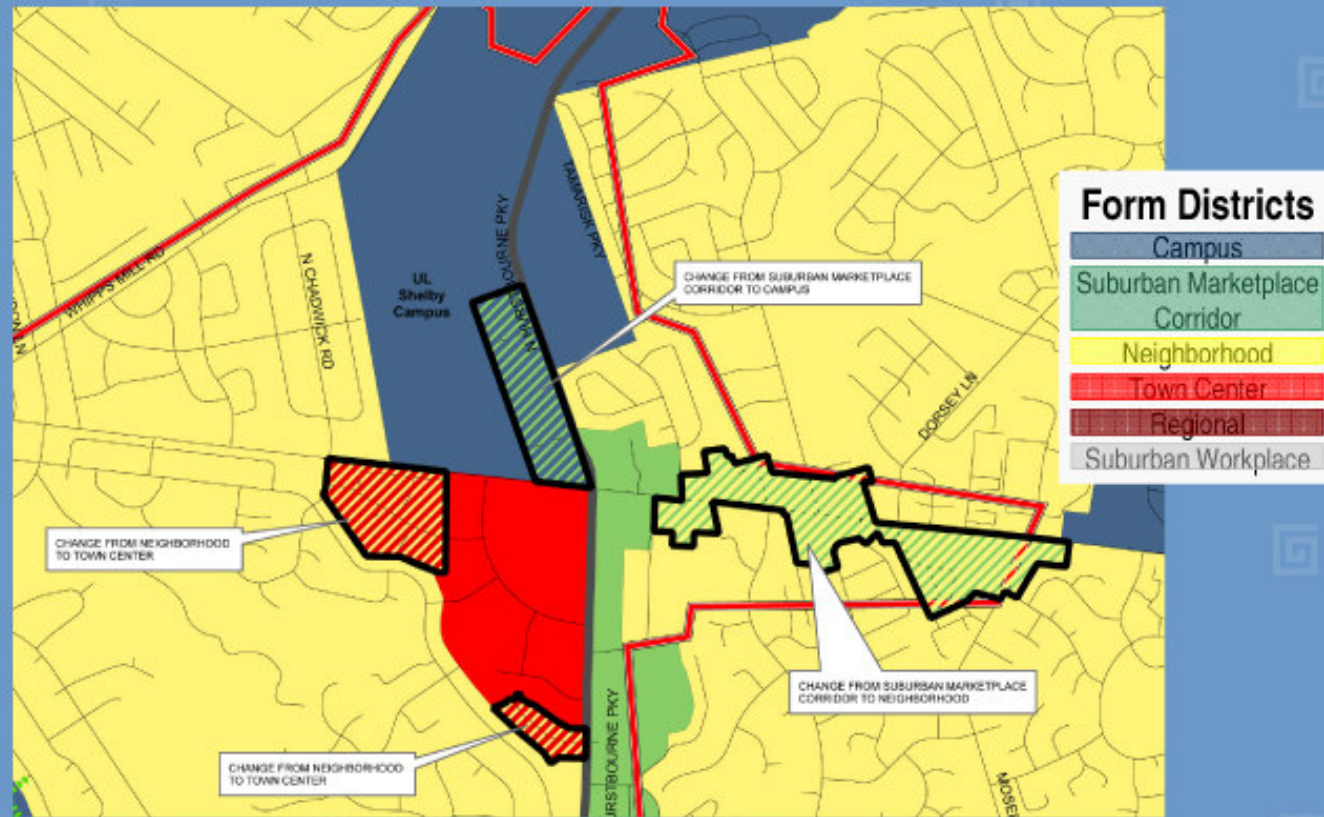 WHIPPS MILL RD
N CHADWICK RD
UL
Shelby
Campus
TAMARISK PKY
CHANGE FROM SUBURBAN MARKETPLACE
CORRIDOR TO CAMPUS
Form Districts
Campus
Suburban Marketplace
Corridor
Neighborhood
Town Center
Regional
Suburban Workplace
DORSEY LN
CHANGE FROM NEIGHBORHOOD
TO TOWN CENTER
CHANGE FROM SUBURBAN MARKETPLACE
CORRIDOR TO NEIGHBORHOOD
CHANGE FROM NEIGHBORHOOD
TO TOWN CENTER
URSTBOURNE PKY
MOSE